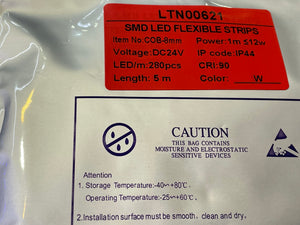 LTN00621
SMD LED FLEXIBLE STRIPS
Item No.COB-8mm Power:1m ≤12w
Voltage:DC24V IP code IP44
LED/m:280pcs CRI:90
Length: 5 m Color: W
CAUTION
THIS BAG CONTAINS
MOISTURE AND ELECTROSTATIC
SENSITIVE DEVICES
Attention
1. Storage Temperature:-40~+80℃.
Operating Temperature:-25~+60℃.
2.Installation surface must be smooth, clean and dry.